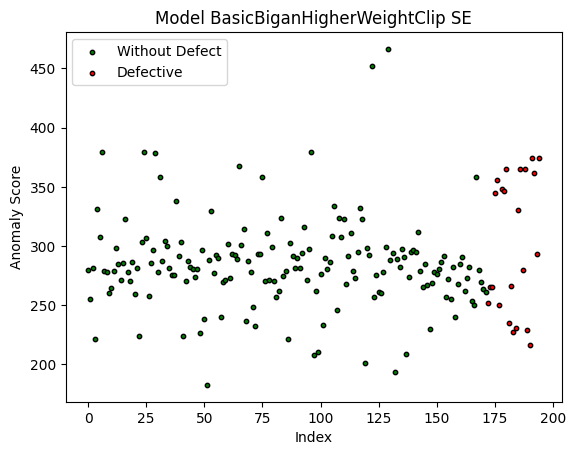 Model BasicBiganHigherWeightClip SE
Without Defect
Defective
Anomaly Score
450
400
350
300
250
200
0 25 50 75 100 125 150 175 200
Index